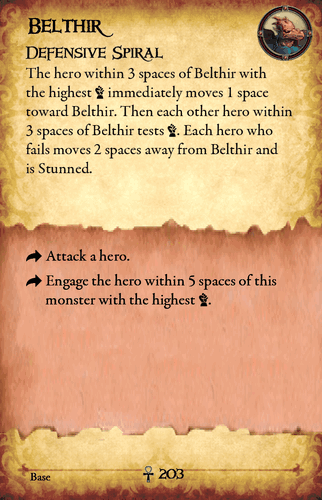 Belthir
Defensive Spiral
The hero within 3 spaces of Belthir with
the highest immediately moves 1 space
toward Belthir. Then each other hero within
3 spaces of Belthir tests . Each hero who
fails moves 2 spaces away from Belthir and
is Stunned.
Attack a hero.
Engage the hero within 5 spaces of this
monster with the highest .
Base 203